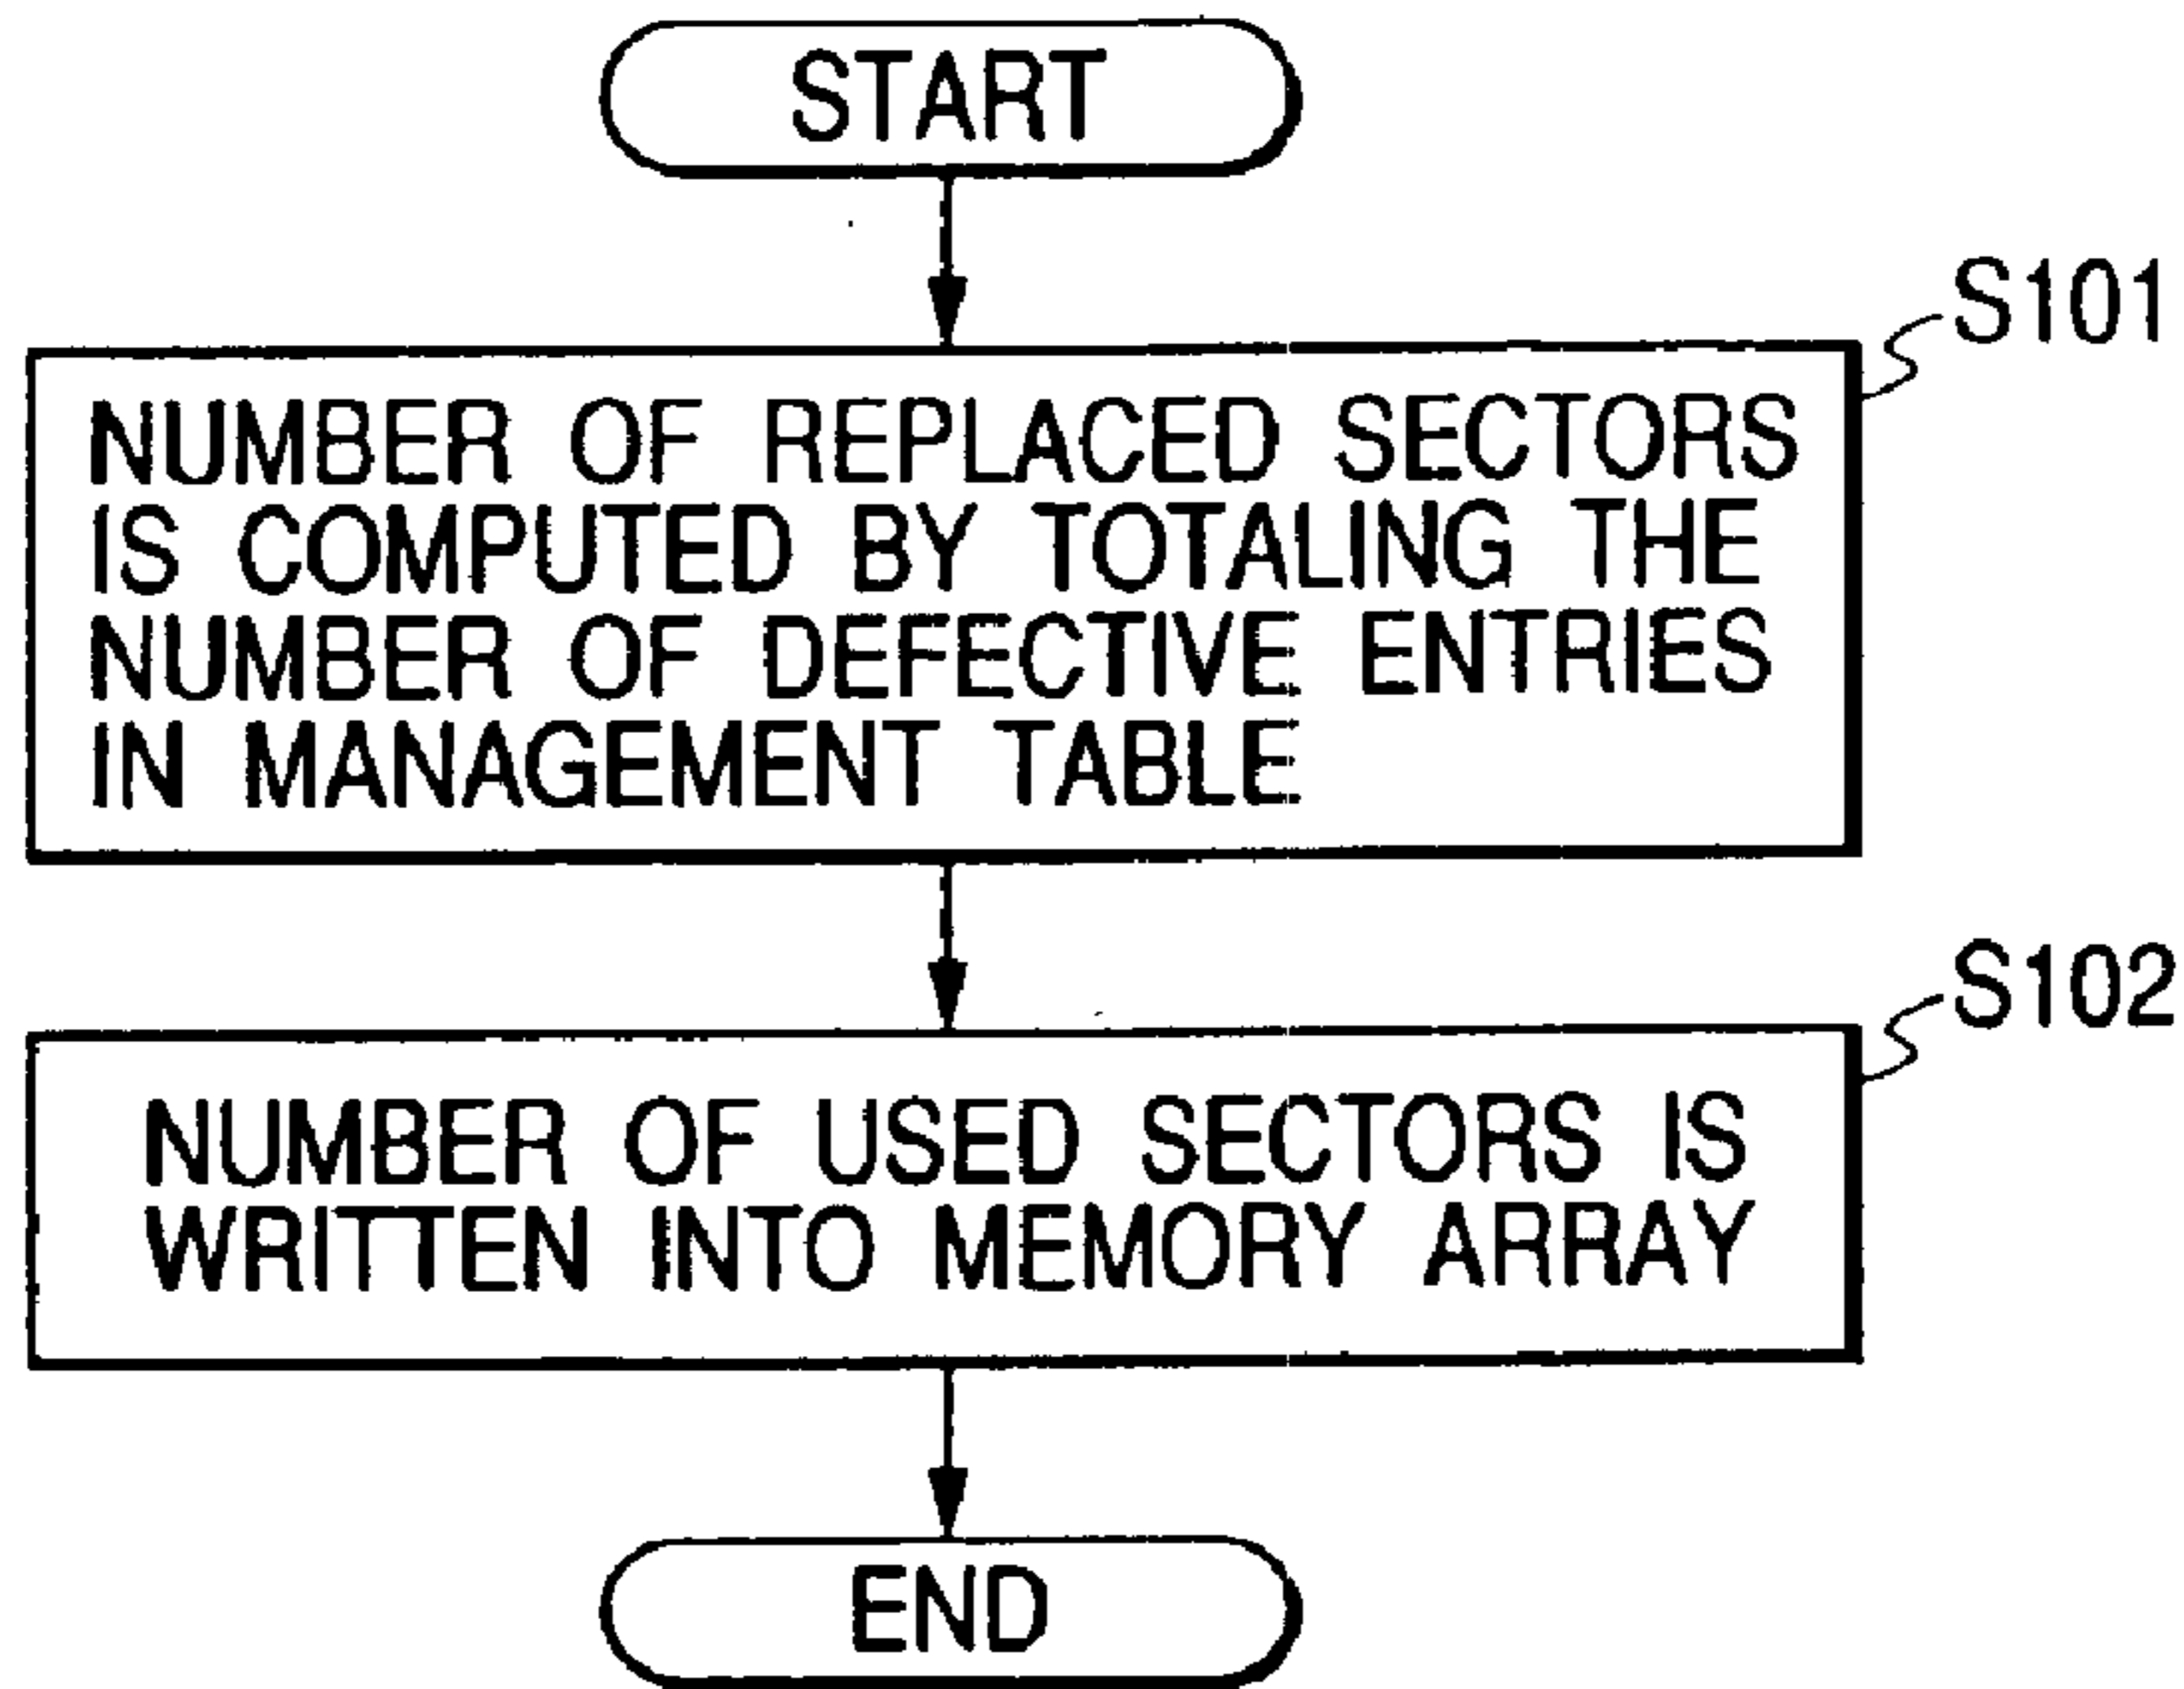 START
S101
NUMBER OF REPLACED SECTORS
IS COMPUTED BY TOTALING THE
NUMBER OF DEFECTIVE ENTRIES
IN MANAGEMENT TABLE
S102
NUMBER OF USED SECTORS IS
WRITTEN INTO MEMORY ARRAY
END